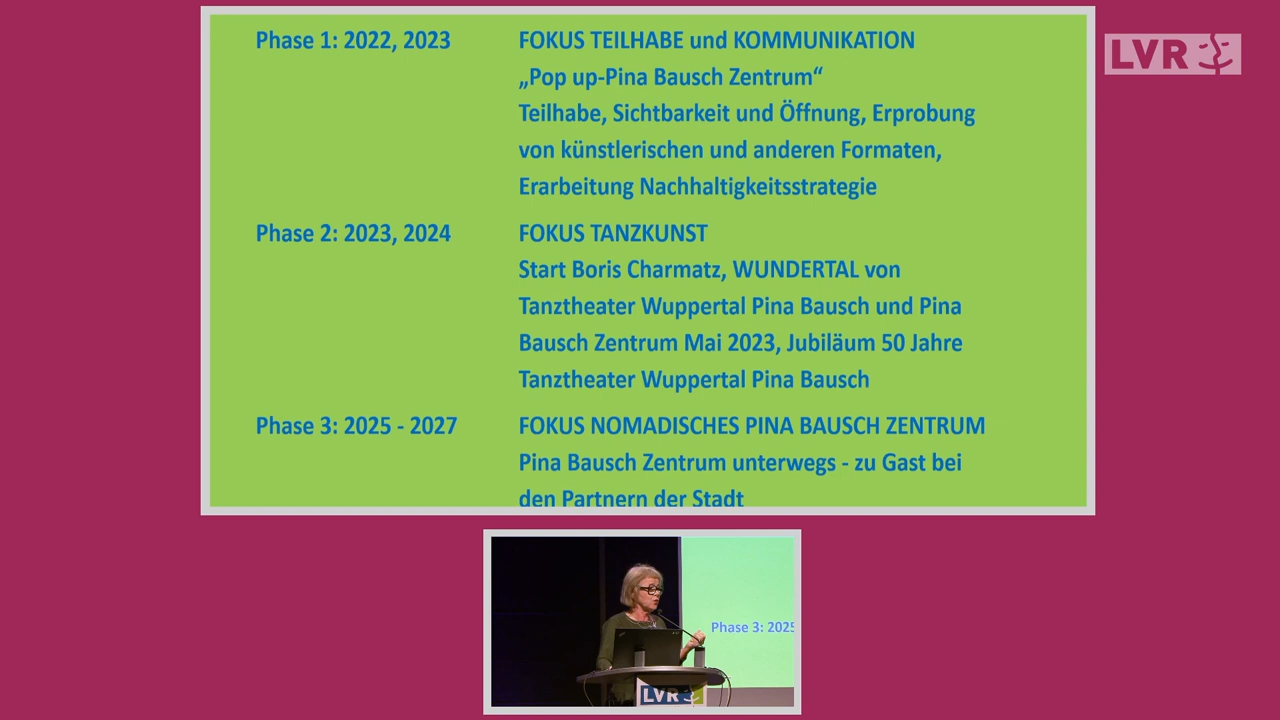 Phase 1: 2022, 2023 FOKUS TEILHABE und KOMMUNIKATION
„Pop up-Pina Bausch Zentrum“
Teilhabe, Sichtbarkeit und Öffnung, Erprobung
von künstlerischen und anderen Formaten,
Erarbeitung Nachhaltigkeitsstrategie
Phase 2: 2023, 2024 FOKUS TANZKUNST
Start Boris Charmatz, WUNDERTAL von
Tanztheater Wuppertal Pina Bausch und Pina
Bausch Zentrum Mai 2023, Jubiläum 50 Jahre
Tanztheater Wuppertal Pina Bausch
Phase 3: 2025 - 2027 FOKUS NOMADISCHES PINA BAUSCH ZENTRUM
Pina Bausch Zentrum unterwegs - zu Gast bei
den Partnern der Stadt
LVR
Phase 3: 2025
LVR